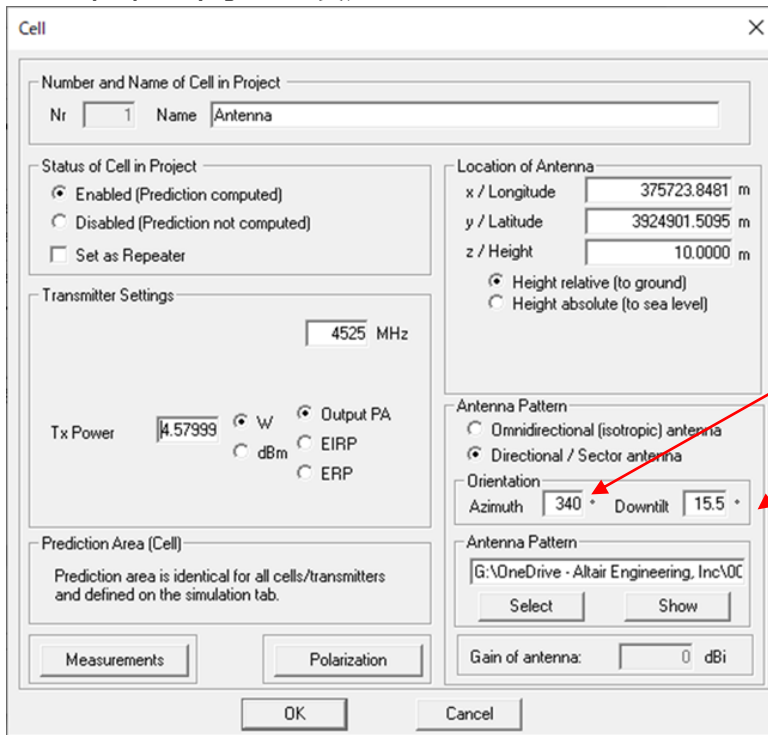 Cell
Number and Name of Cell in Project
Nr 1 Name Antenna
Status of Cell in Project
Enabled (Prediction computed)
Disabled (Prediction not computed)
Set as Repeater
Location of Antenna
x / Longitude 375723.8481 m
y / Latitude 3924901.5095 m
z / Height 10.0000 m
Height relative (to ground)
Height absolute (to sea level)
Transmitter Settings
4525 MHz
Tx Power 4.57999 W dBm
Output PA
EIRP
ERP
Antenna Pattern
Omnidirectional (isotropic) antenna
Directional / Sector antenna
Orientation
Azimuth 340 ° Downtilt 15.5 °
Prediction Area (Cell)
Prediction area is identical for all cells/transmitters
and defined on the simulation tab.
Antenna Pattern
G:\OneDrive - Altair Engineering, Inc\00
Select Show
Measurements Polarization
Gain of antenna: 0 dBi
OK Cancel